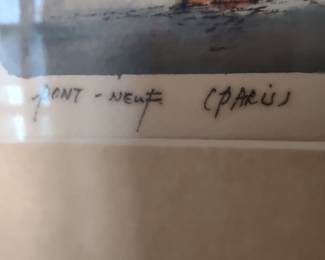 PONT - NEUF (PARIS)